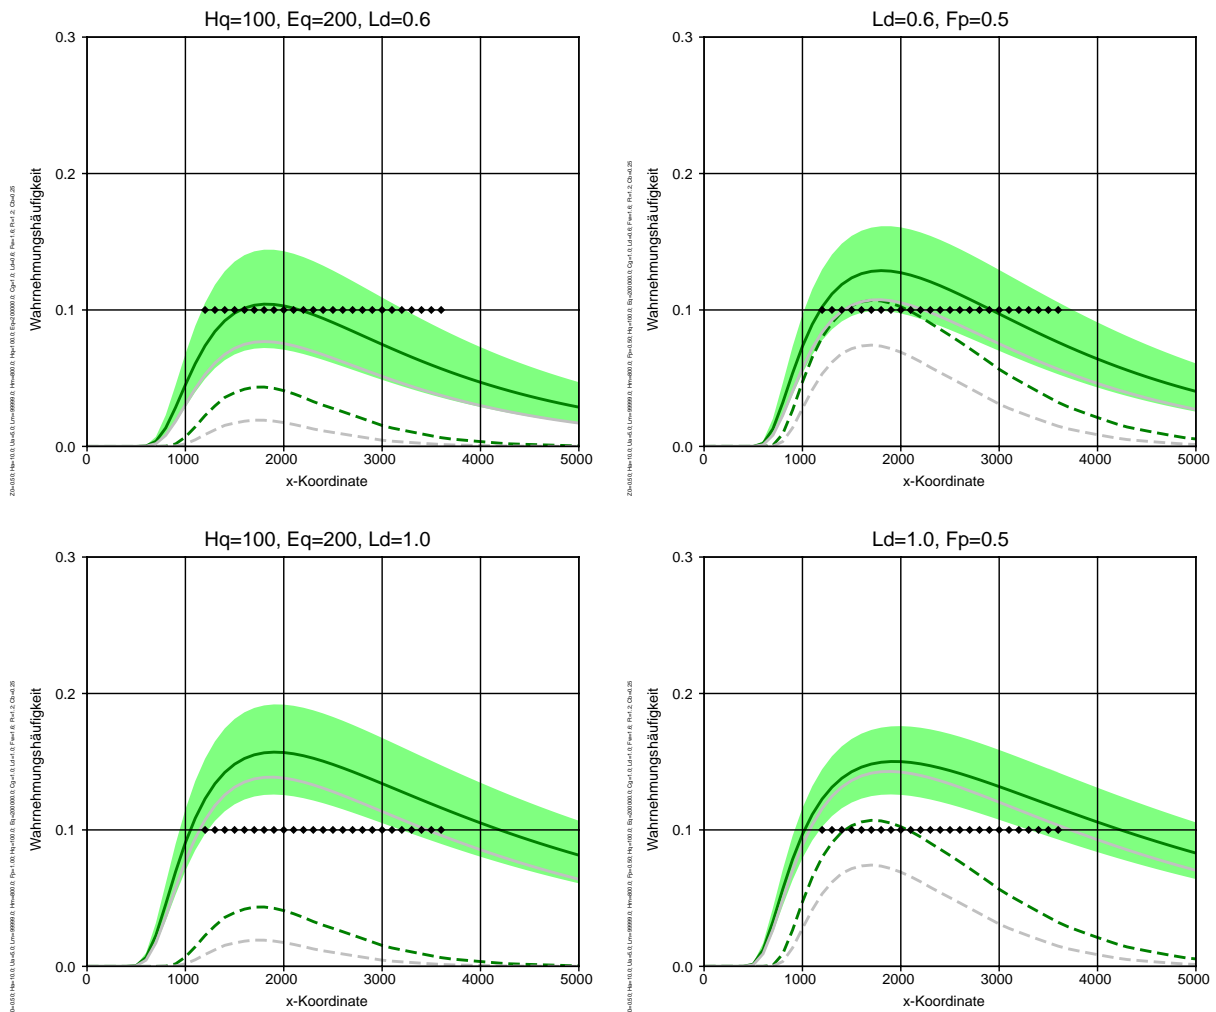 Hq=100, Eq=200, Ld=0.6
0.3
0.2
0.1
0.0
Wahrnehmungshäufigkeit
0 1000 2000 3000 4000 5000
x-Koordinate
Ld=0.6, Fp=0.5
0.3
0.2
0.1
0.0
Wahrnehmungshäufigkeit
0 1000 2000 3000 4000 5000
x-Koordinate
Hq=100, Eq=200, Ld=1.0
0.3
0.2
0.1
0.0
Wahrnehmungshäufigkeit
0 1000 2000 3000 4000 5000
x-Koordinate
Ld=1.0, Fp=0.5
0.3
0.2
0.1
0.0
Wahrnehmungshäufigkeit
0 1000 2000 3000 4000 5000
x-Koordinate